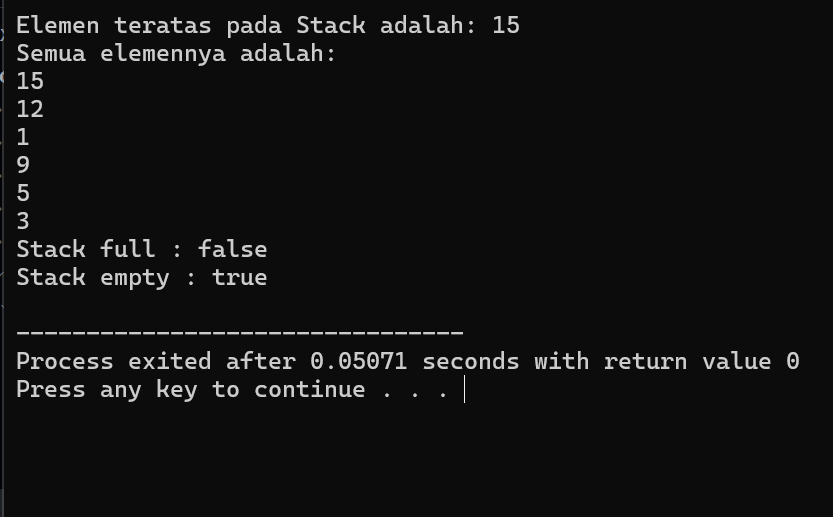 Elemen teratas pada Stack adalah: 15
Semua elemennya adalah:
15
12
1
9
5
3
Stack full : false
Stack empty : true
--------------------------------
Process exited after 0.05071 seconds with return value 0
Press any key to continue . . .